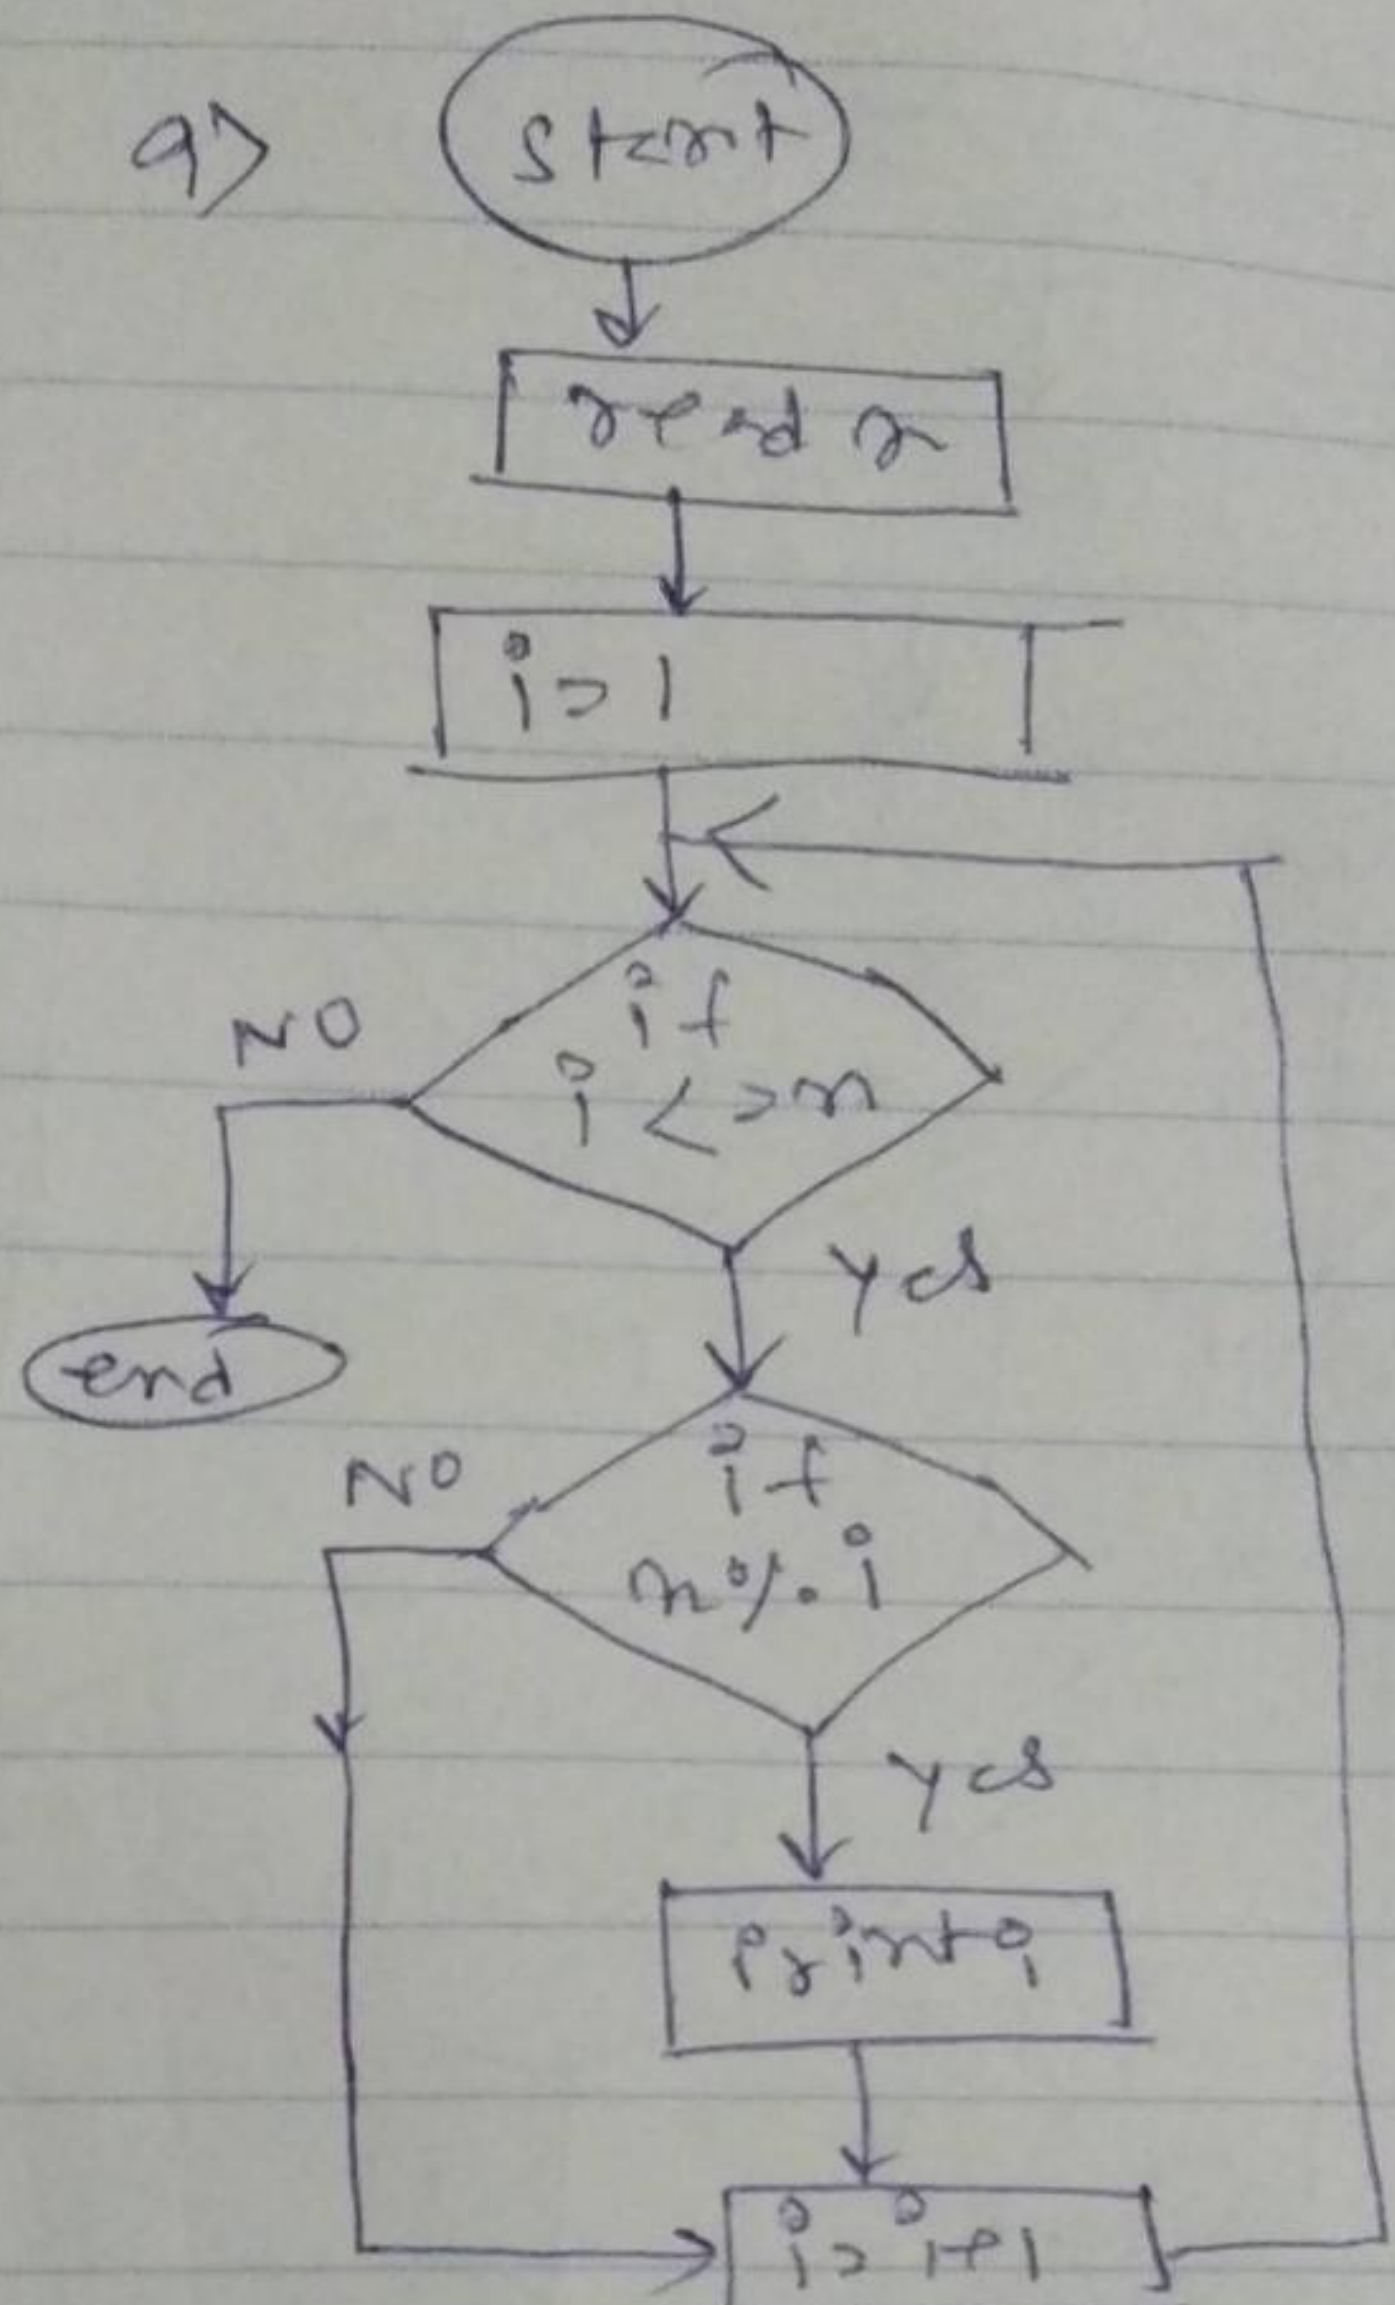 9>
start
read n
i=1
if
i<=n
NO
yes
end
if
n%i
NO
yes
print i
i=i+1